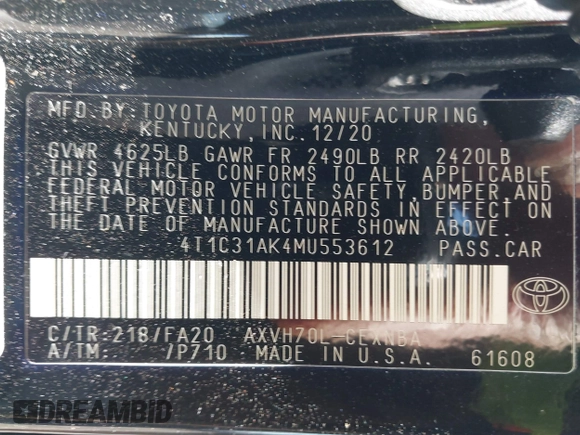 MFD.BY:TOYOTA MOTOR MANUFACTURING,
KENTUCKY,INC.12/20
GVWR 4625LB GAWR FR 2490LB RR 2420LB
THIS VEHICLE CONFORMS TO ALL APPLICABLE
FEDERAL MOTOR VEHICLE SAFETY,BUMPER,AND
THEFT PREVENTION STANDARDS IN EFFECT ON
THE DATE OF MANUFACTURE SHOWN ABOVE.
4T1C31AK4MU553612 PASS.CAR
C/TR:218/FA20 AXVH70L-CEXNBA
A/TM: /P710 MADE IN U.S.A. 61608
DREAMBID